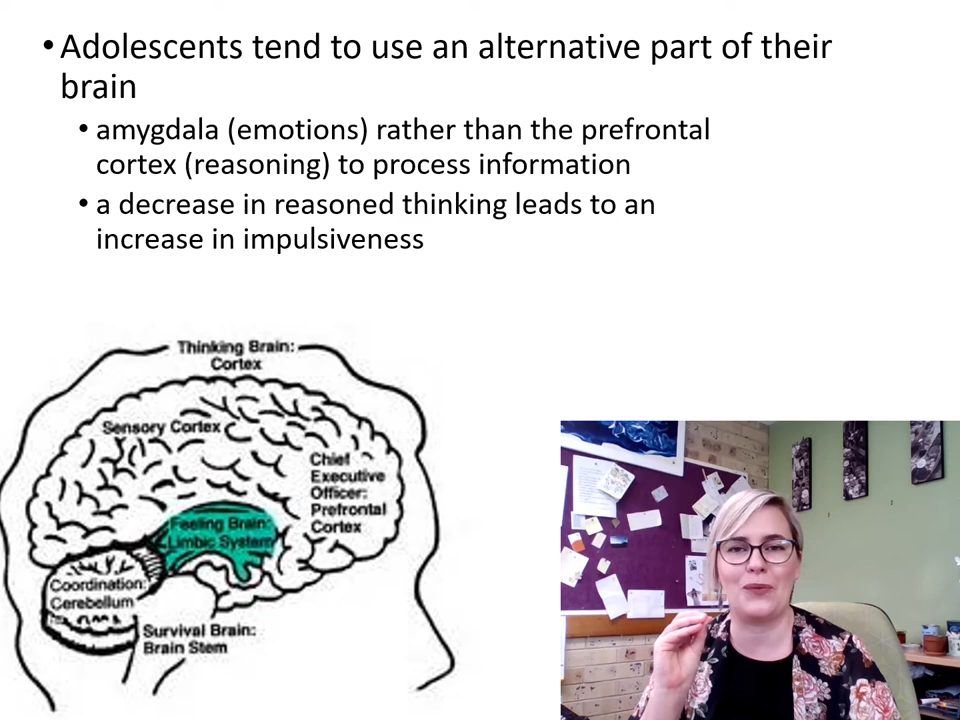 • Adolescents tend to use an alternative part of their
brain
• amygdala (emotions) rather than the prefrontal
cortex (reasoning) to process information
• a decrease in reasoned thinking leads to an
increase in impulsiveness
Thinking Brain:
Cortex
Sensory Cortex
Chief
Executive
Officer:
Prefrontal
Cortex
Feeling Brain:
Limbic System
Coordination:
Cerebellum
Survival Brain:
Brain Stem